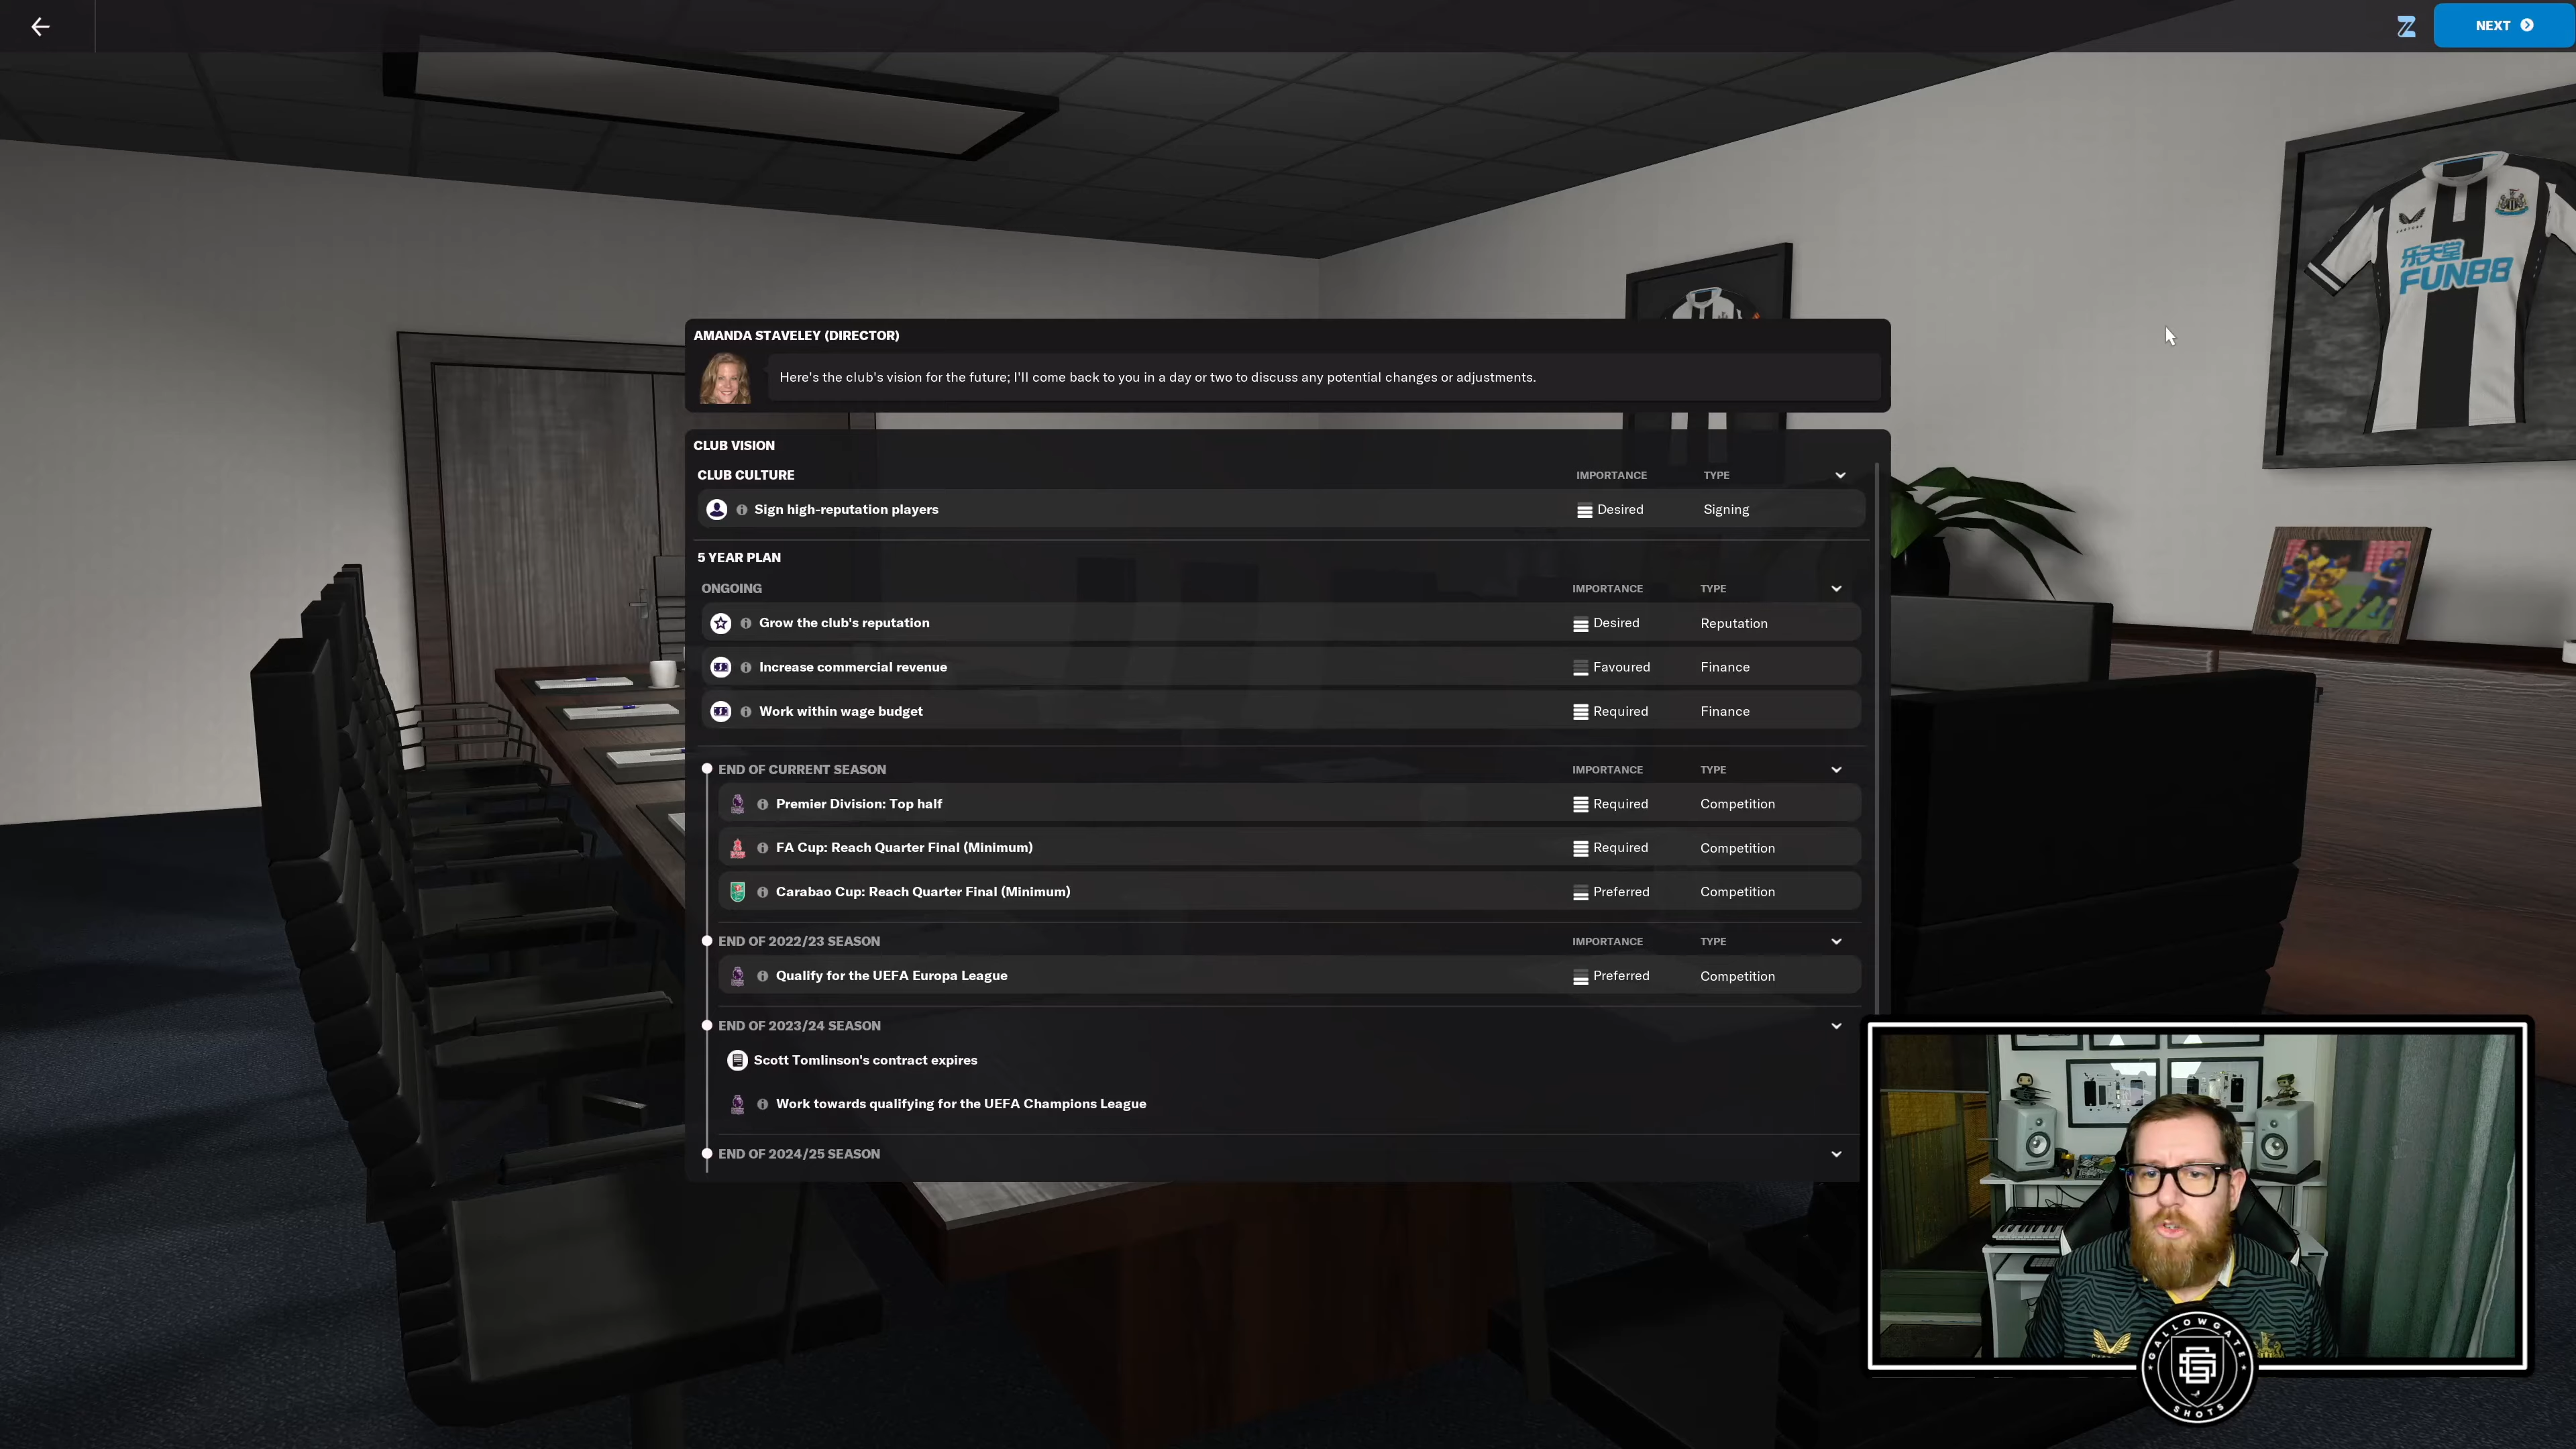 NEXT
乐天堂
FUN88
CASTORE
AMANDA STAVELEY (DIRECTOR)
Here's the club's vision for the future; I'll come back to you in a day or two to discuss any potential changes or adjustments.
CLUB VISION
CLUB CULTURE IMPORTANCE TYPE
Sign high-reputation players Desired Signing
5 YEAR PLAN
ONGOING IMPORTANCE TYPE
Grow the club's reputation Desired Reputation
Increase commercial revenue Favoured Finance
Work within wage budget Required Finance
END OF CURRENT SEASON IMPORTANCE TYPE
Premier Division: Top half Required Competition
FA Cup: Reach Quarter Final (Minimum) Required Competition
Carabao Cup: Reach Quarter Final (Minimum) Preferred Competition
END OF 2022/23 SEASON IMPORTANCE TYPE
Qualify for the UEFA Europa League Preferred Competition
END OF 2023/24 SEASON
Scott Tomlinson's contract expires
Work towards qualifying for the UEFA Champions League
END OF 2024/25 SEASON
GALLOWGATE
SHOTS